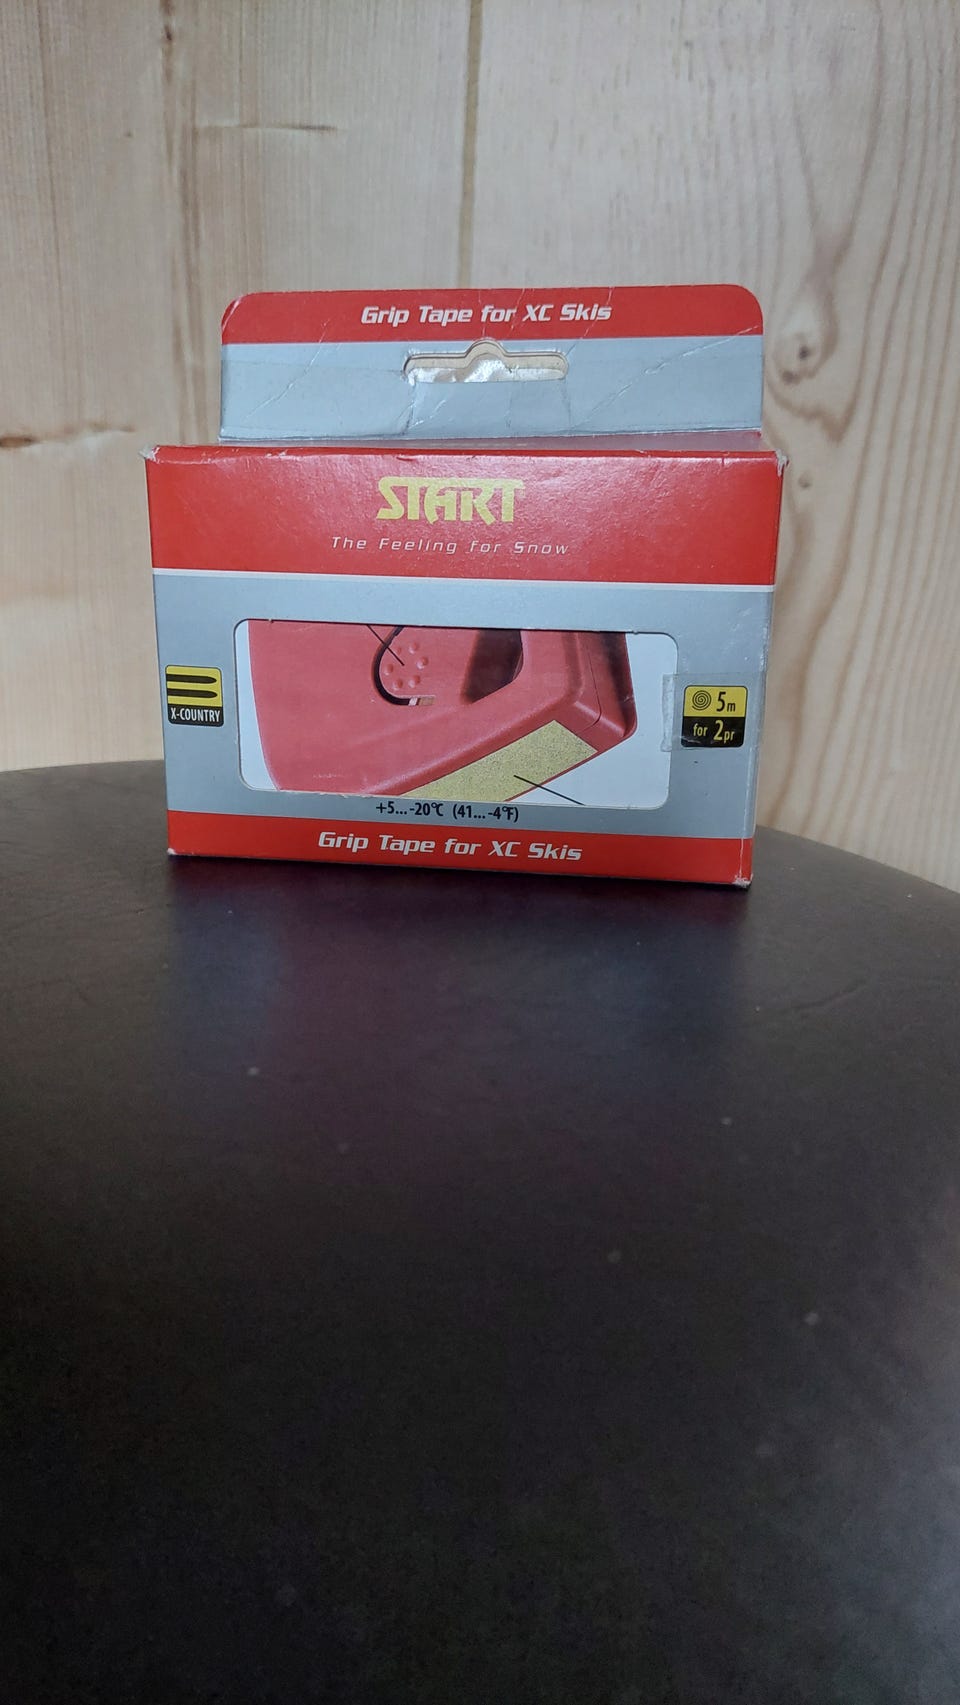 Grip Tape for XC Skis
START
The Feeling for Snow
X-COUNTRY
5m
for 2pr
+5...-20°C (41...-4°F)
Grip Tape for XC Skis